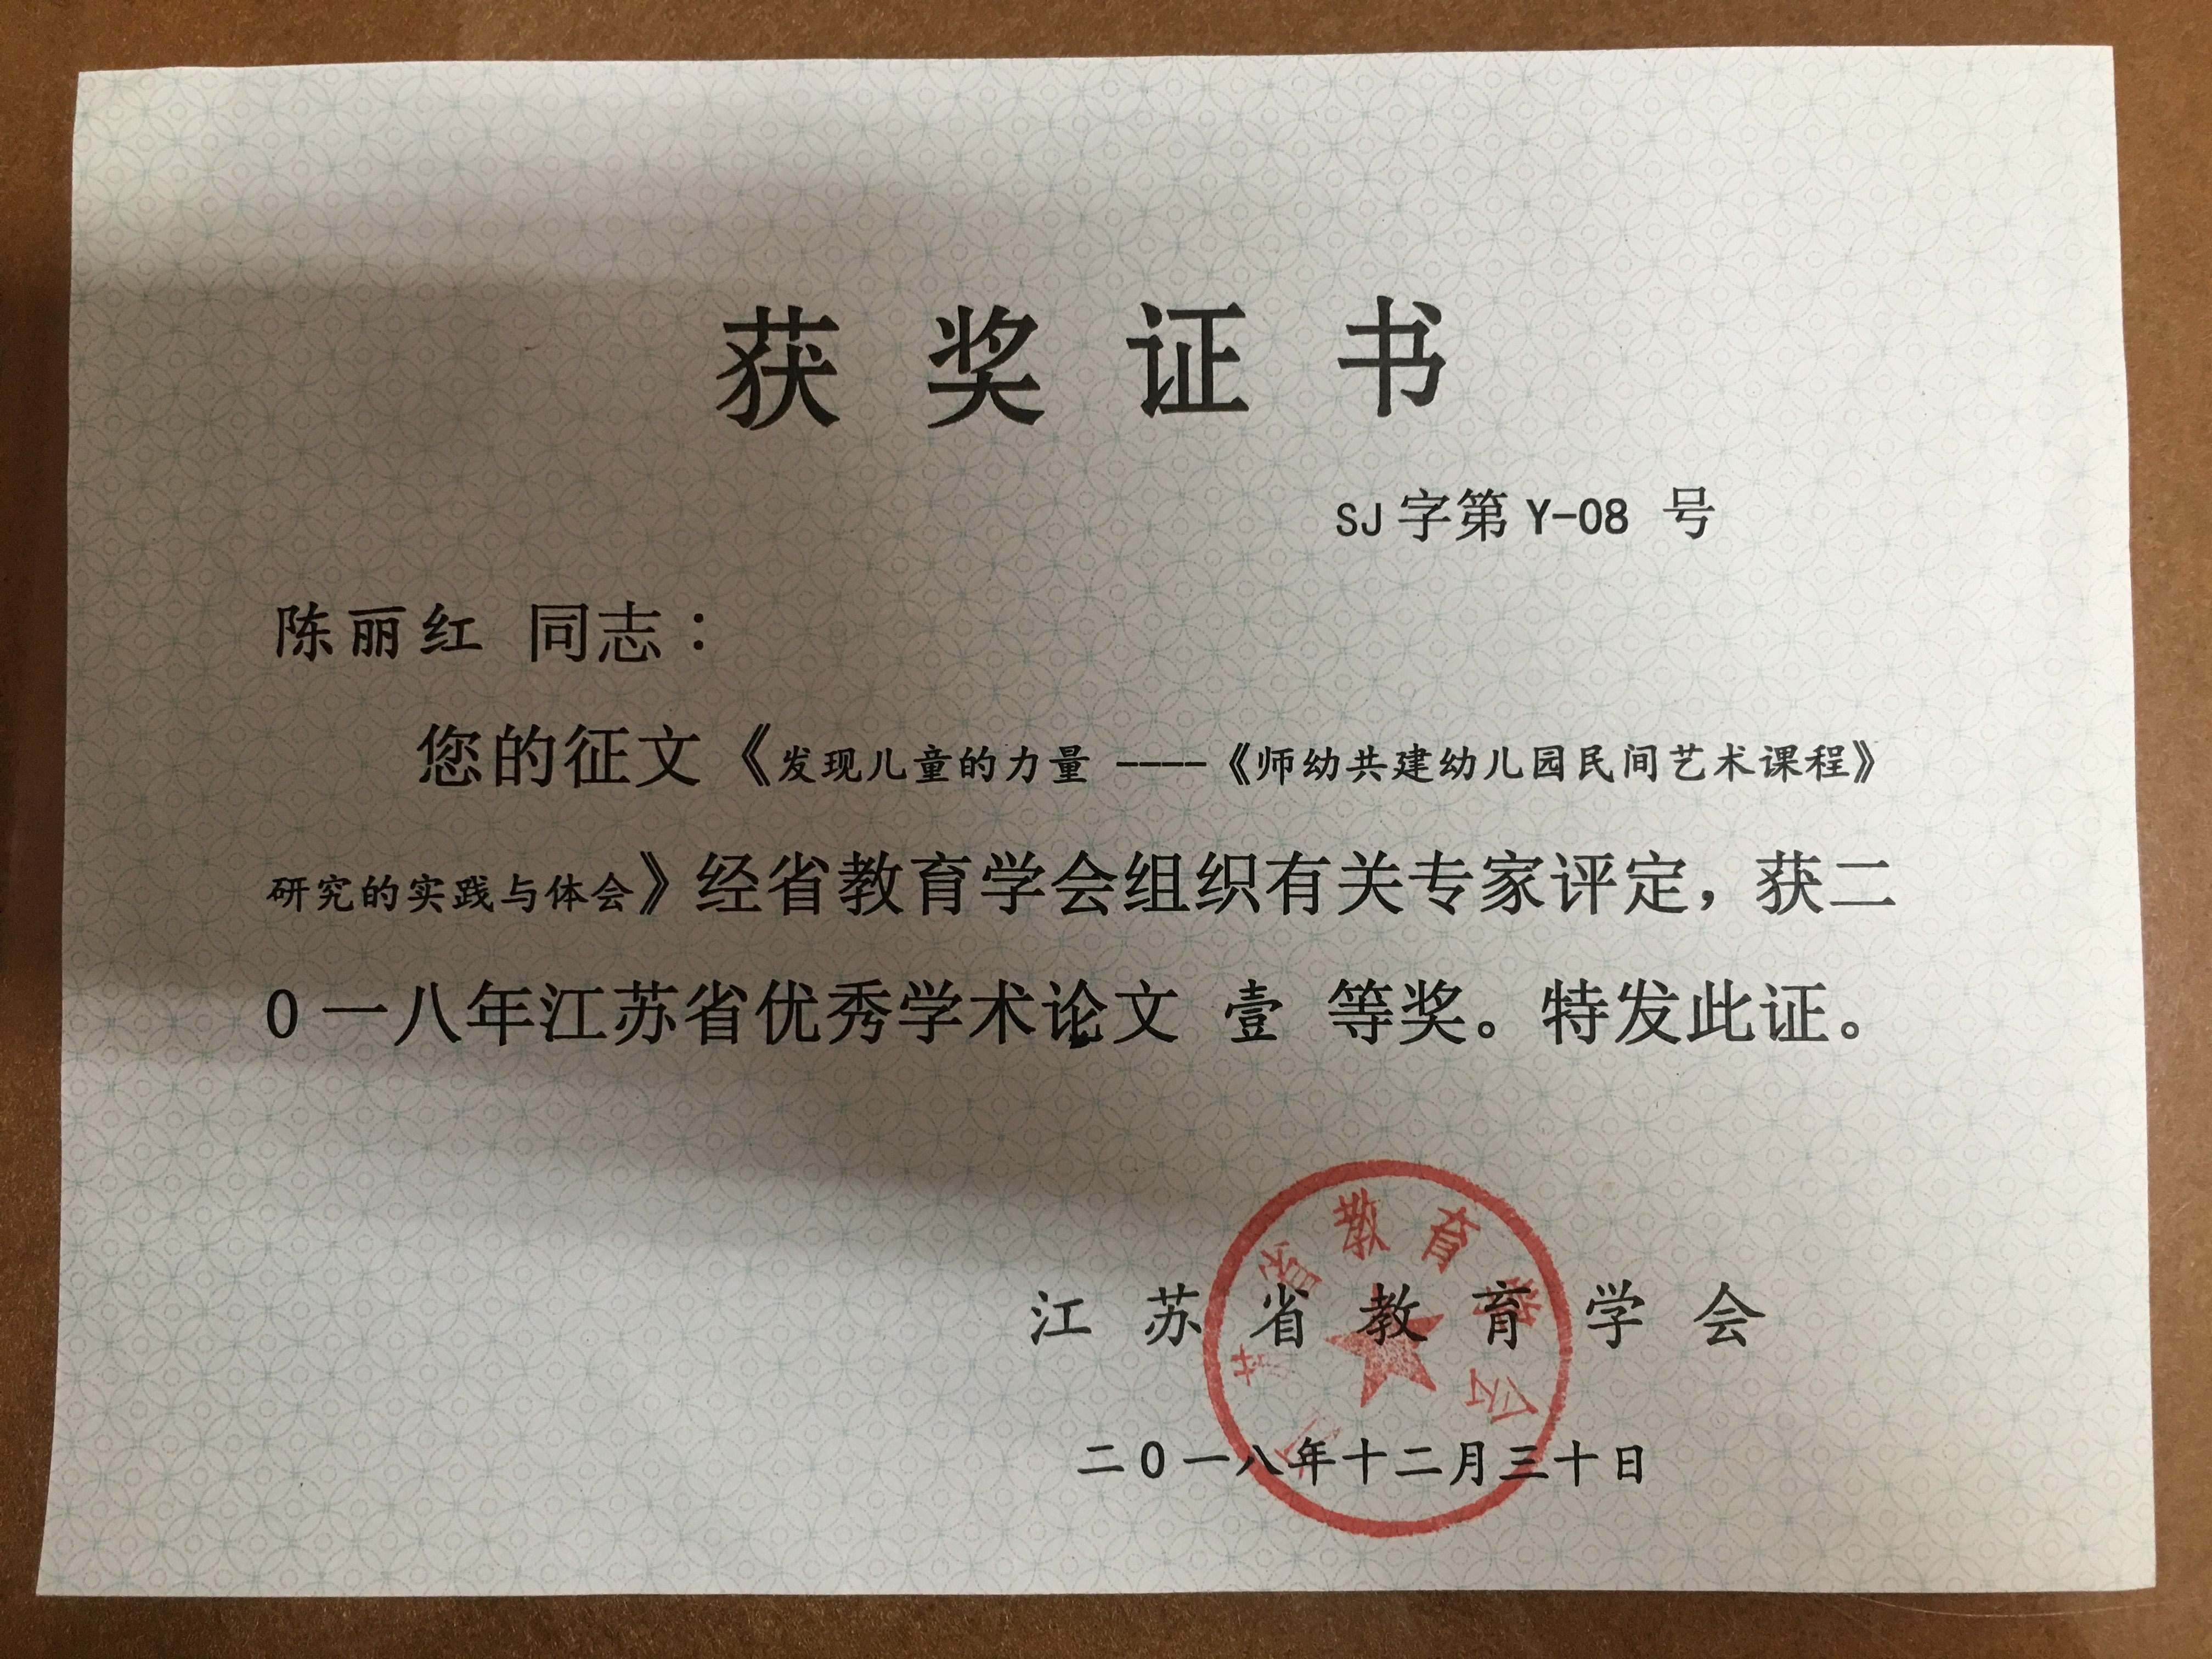 获奖证书
SJ字第Y-08 号
陈丽红 同志：
您的征文《发现儿童的力量 ----《师幼共建幼儿园民间艺术课程》
研究的实践与体会》经省教育学会组织有关专家评定，获二
0一八年江苏省优秀学术论文 壹 等奖。特发此证。
省教育学会
江苏省教育学会
二0一八年十二月三十日